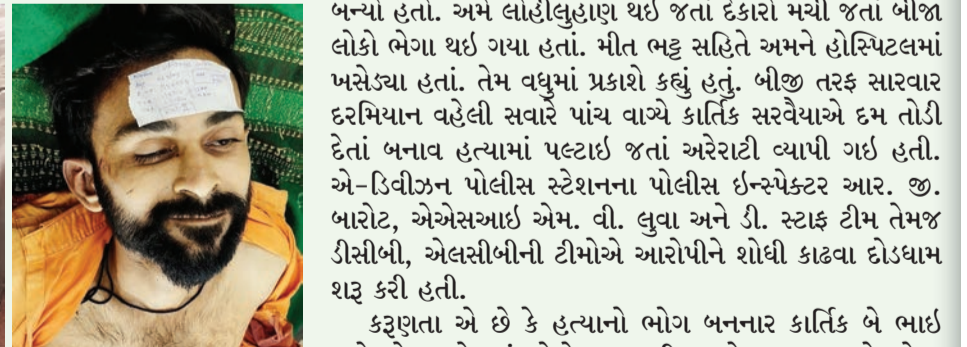 બન્યો હતો. અમે લોહીલુહાણ થઇ જતાં દેકારો મચી જતાં બીજા
લોકો ભેગા થઇ ગયા હતાં. મીત ભટ્ટ સહિતે અમને હોસ્પિટલમાં
ખસેડ્યા હતાં. તેમ વધુમાં પ્રકાશે કહ્યું હતું. બીજી તરફ સારવાર
દરમિયાન વહેલી સવારે પાંચ વાગ્યે કાર્તિક સરવૈયાએ દમ તોડી
દેતાં બનાવ હત્યામાં પલ્ટાઇ જતાં અરેરાટી વ્યાપી ગઇ હતી.
એ-ડિવીઝન પોલીસ સ્ટેશનના પોલીસ ઇન્સ્પેક્ટર આર. જી.
બારોટ, એએસઆઇ એમ. વી. લુવા અને ડી. સ્ટાફ ટીમ તેમજ
ડીસીબી, એલસીબીની ટીમોએ આરોપીને શોધી કાઢવા દોડધામ
શરૂ કરી હતી.
કરૂણતા એ છે કે હત્યાનો ભોગ બનનાર કાર્તિક બે ભાઇ